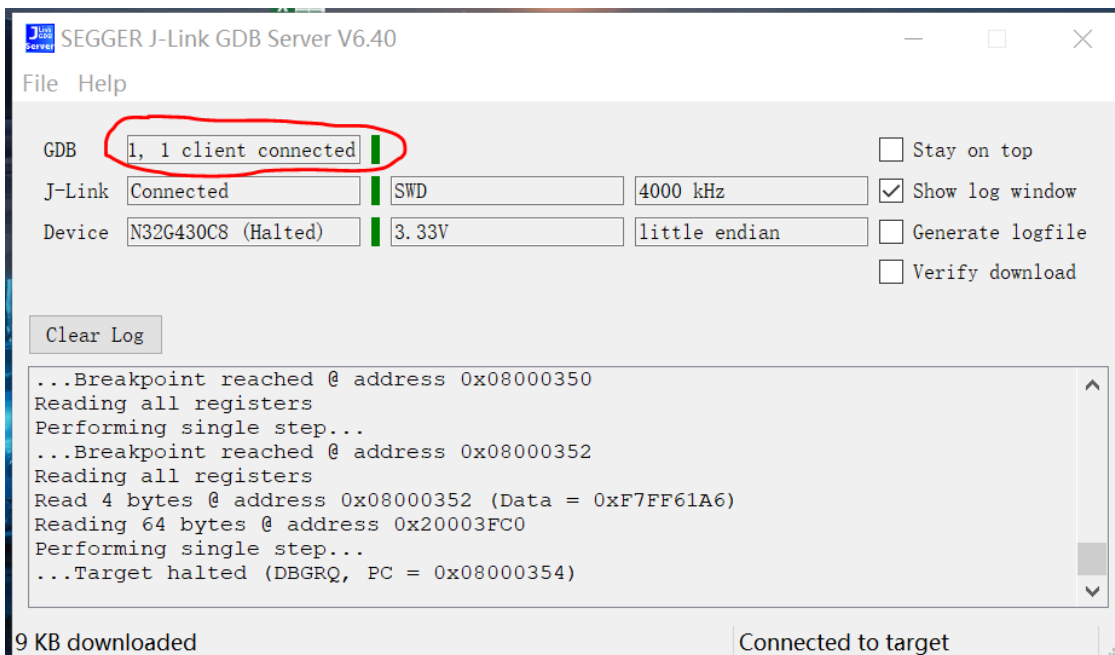 SEGGER J-Link GDB Server V6.40
File Help
GDB 1, 1 client connected Stay on top
J-Link Connected SWD 4000 kHz Show log window
Device N32G430C8 (Halted) 3.33V little endian Generate logfile
Verify download
Clear Log
...Breakpoint reached @ address 0x08000350
Reading all registers
Performing single step...
...Breakpoint reached @ address 0x08000352
Reading all registers
Read 4 bytes @ address 0x08000352 (Data = 0xF7FF61A6)
Reading 64 bytes @ address 0x20003FC0
Performing single step...
...Target halted (DBGRQ, PC = 0x08000354)
9 KB downloaded Connected to target